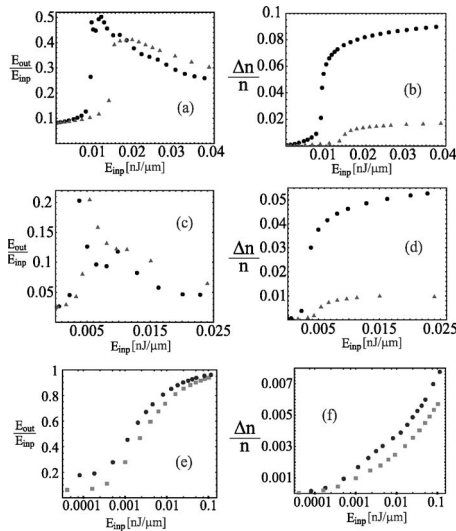 E_out/E_inp
0.5
0.4
0.3
0.2
0.1
(a)
0.01 0.02 0.03 0.04
E_inp [nJ/μm]
Δn/n
0.1
0.08
0.06
0.04
0.02
(b)
0.01 0.02 0.03 0.04
E_inp [nJ/μm]
E_out/E_inp
0.2
0.15
0.1
0.05
(c)
0.005 0.015 0.025
E_inp [nJ/μm]
Δn/n
0.05
0.04
0.03
0.02
0.01
(d)
0.005 0.015 0.025
E_inp [nJ/μm]
E_out/E_inp
1
0.8
0.6
0.4
0.2
(e)
0.0001 0.001 0.01 0.1
E_inp [nJ/μm]
Δn/n
0.007
0.005
0.003
0.001
(f)
0.0001 0.001 0.01 0.1
E_inp [nJ/μm]